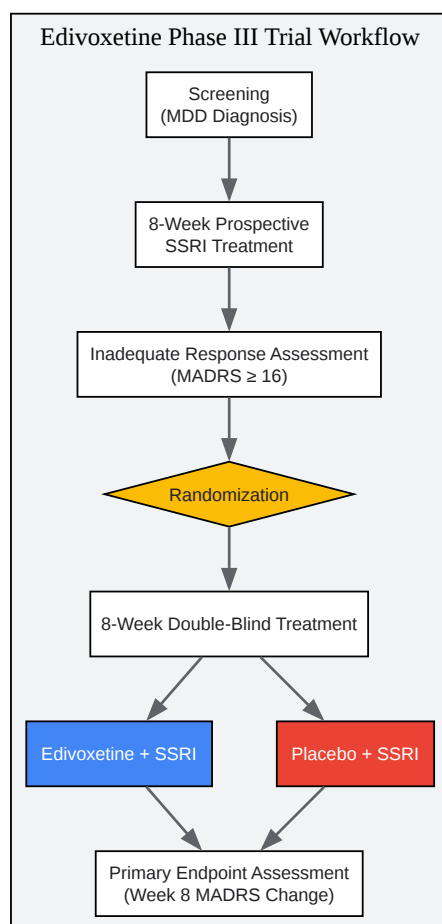 Edivoxetine Phase III Trial Workflow
Screening
(MDD Diagnosis)
8-Week Prospective
SSRI Treatment
Inadequate Response Assessment
(MADRS ≥ 16)
Randomization
8-Week Double-Blind Treatment
Edivoxetine + SSRI
Placebo + SSRI
Primary Endpoint Assessment
(Week 8 MADRS Change)